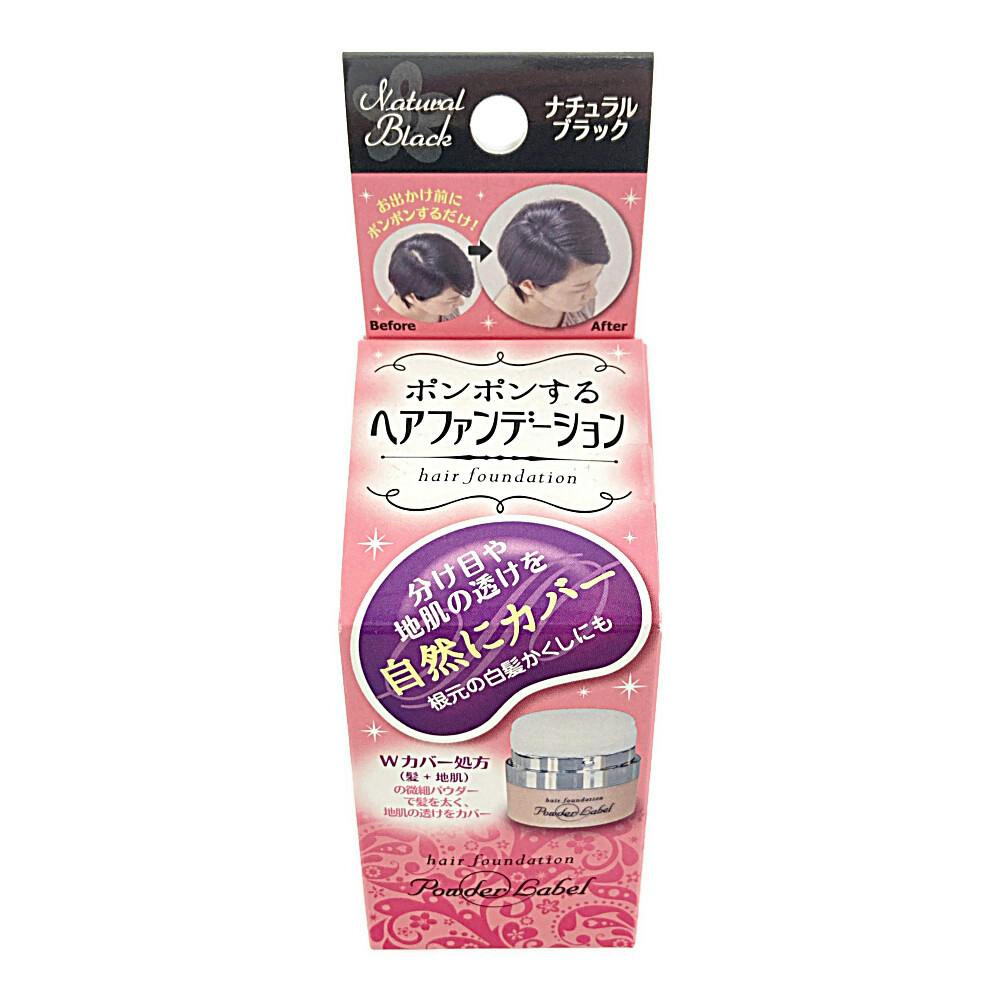 Natural
Black
ナチュラル
ブラック
お出かけ前に
ポンポンするだけ!
Before
After
ポンポンする
ヘアファンデーション
hair foundation
分け目や
地肌の透けを
自然にカバー
根元の白髪かくしにも
Wカバー処方
(髪+地肌)
の微細パウダー
で髪を太く、
地肌の透けをカバー
hair foundation
Powder Label
hair foundation
Powder Label